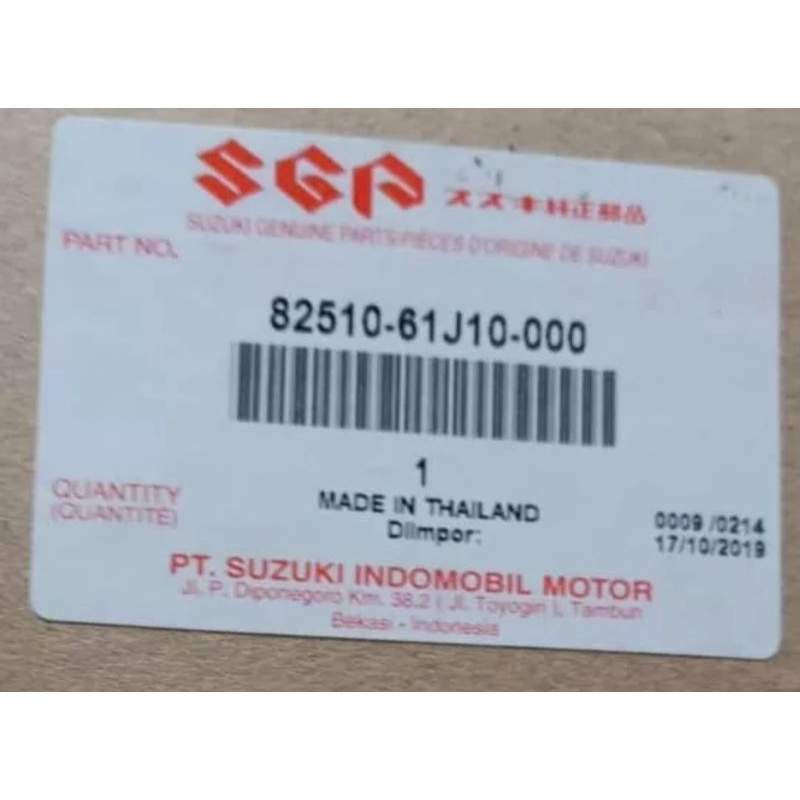 SGP スズキ純正部品
SUZUKI GENUINE PARTS/PIÈCES D'ORIGINE DE SUZUKI
PART NO.
82510-61J10-000
1
QUANTITY
(QUANTITÉ)
MADE IN THAILAND
DIImpor:
0009 /0214
17/10/2019
PT. SUZUKI INDOMOBIL MOTOR
Jl. P. Diponegoro Km. 38.2 ( Jl. Toyogiri ), Tambun
Bekasi - Indonesia